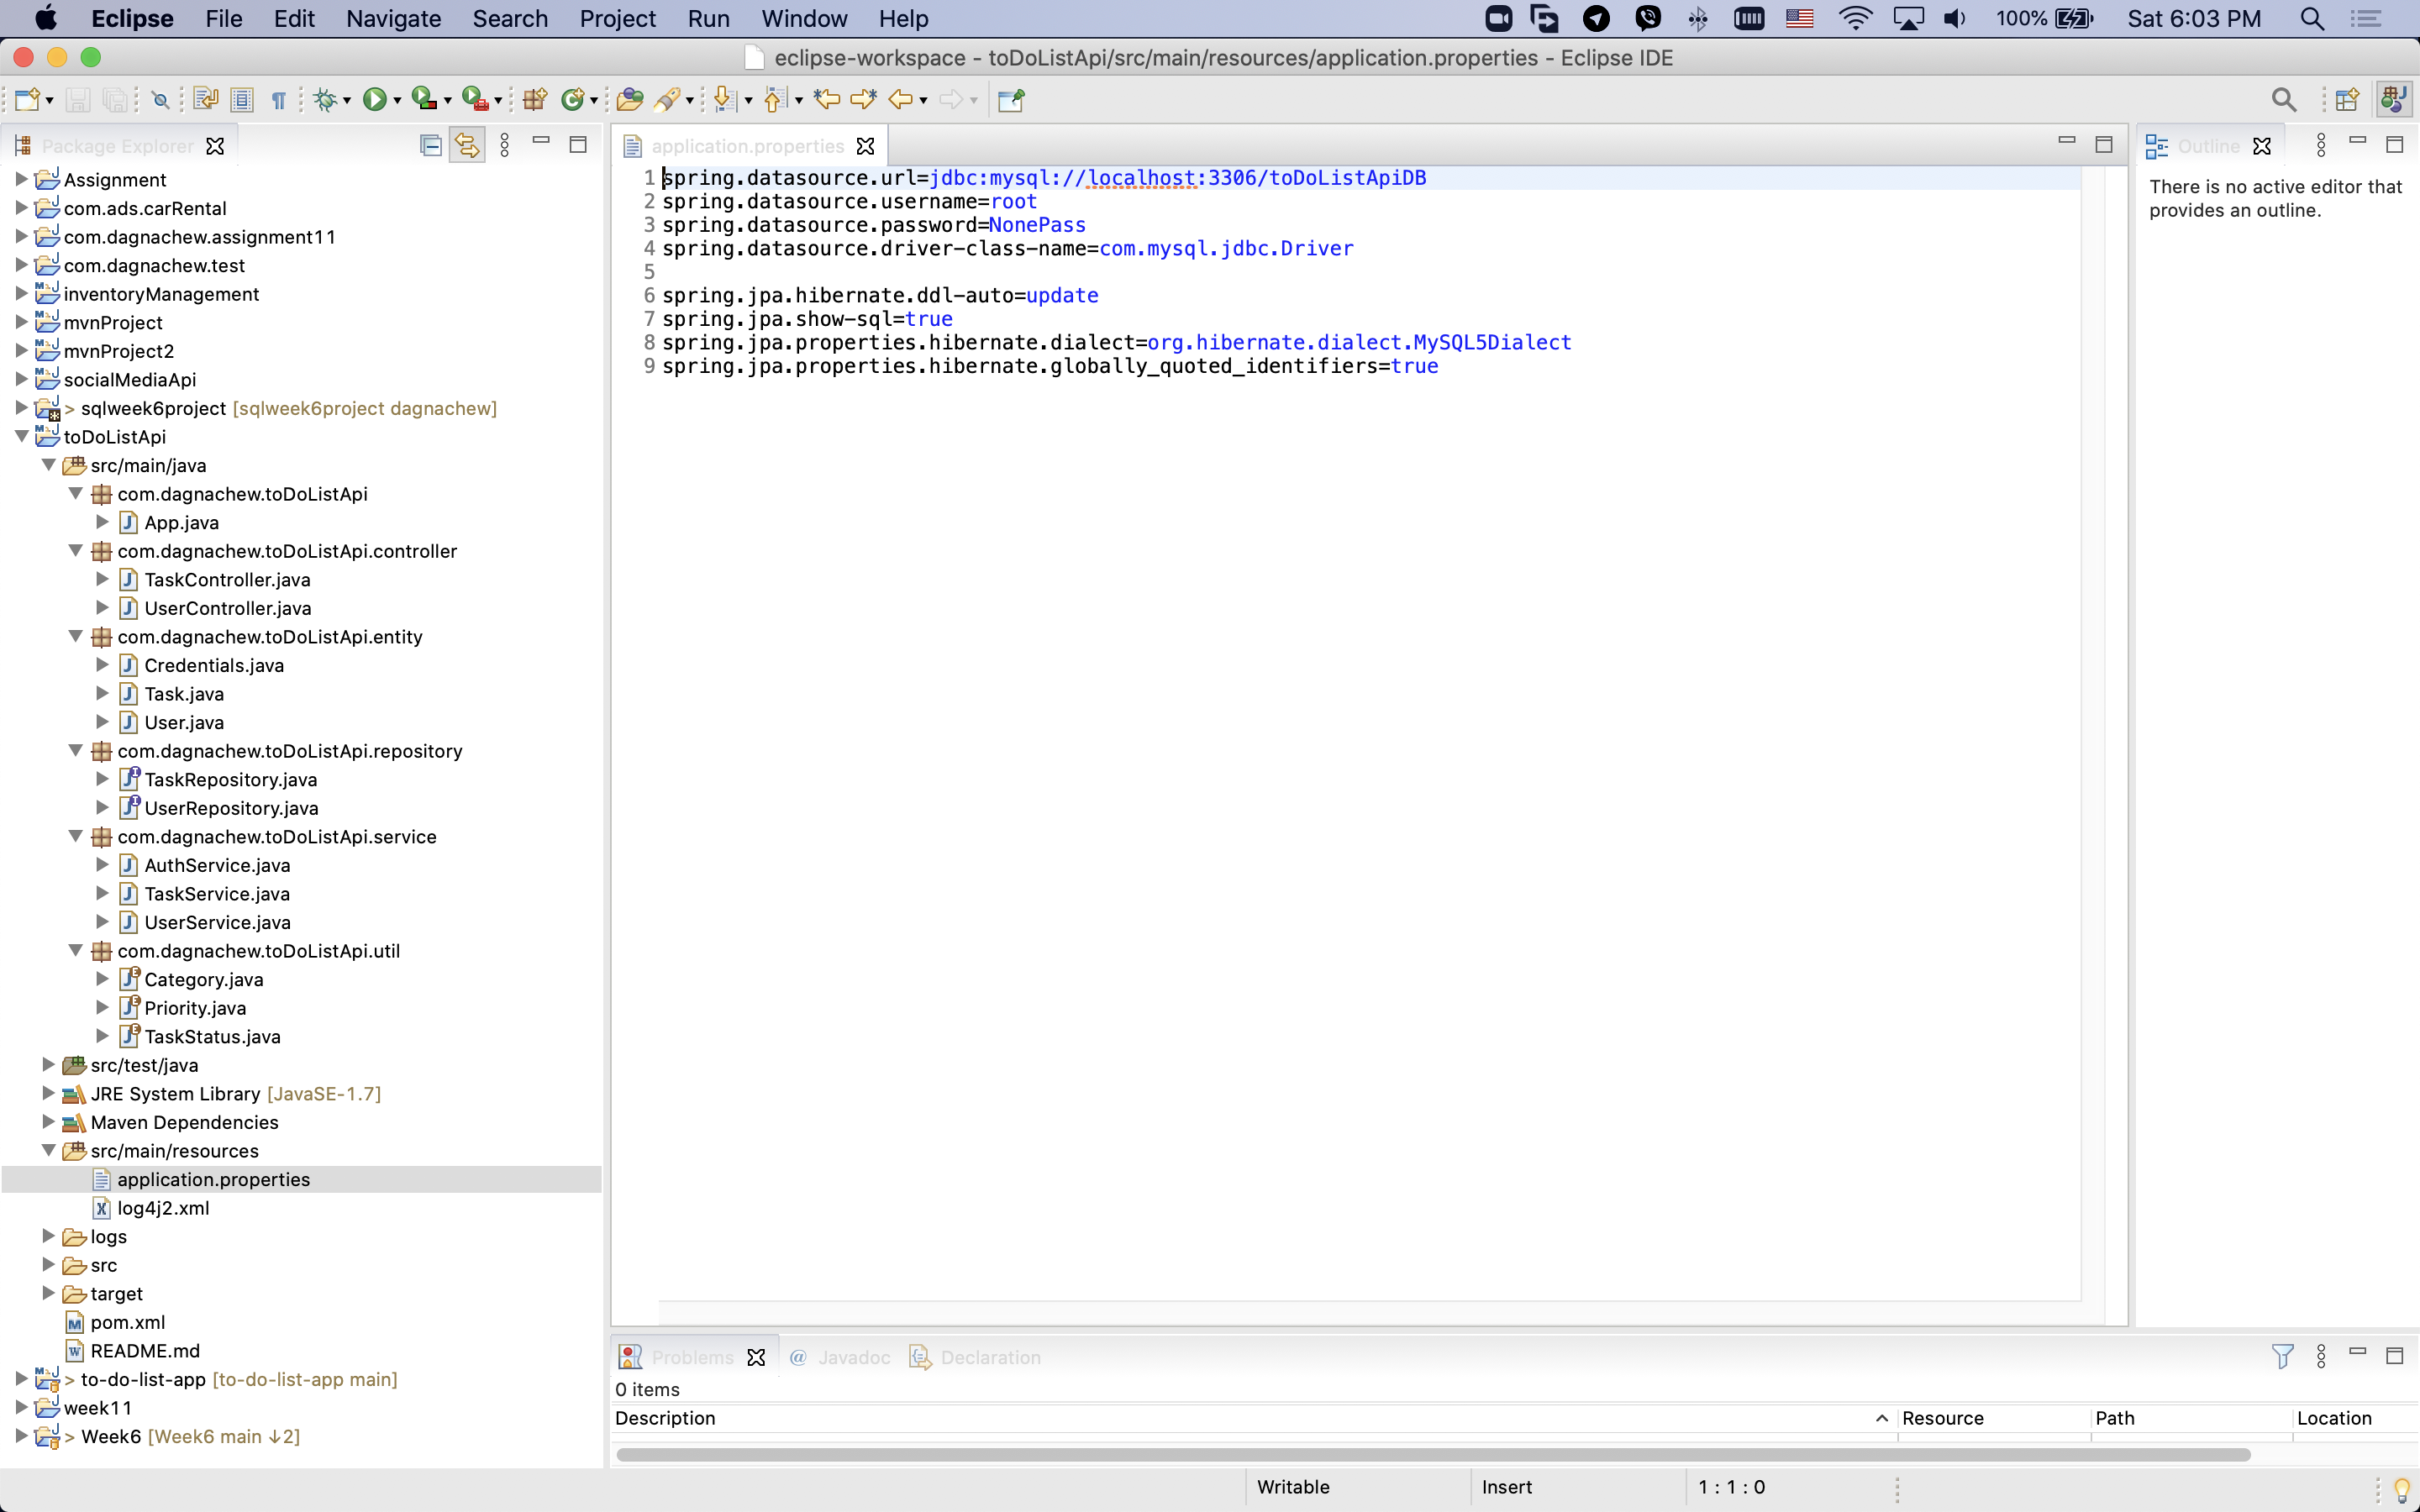 Eclipse File Edit Navigate Search Project Run Window Help 100% Sat 6:03 PM
eclipse-workspace - toDoListApi/src/main/resources/application.properties - Eclipse IDE
Package Explorer
Assignment
com.ads.carRental
com.dagnachew.assignment11
com.dagnachew.test
inventoryManagement
mvnProject
mvnProject2
socialMediaApi
> sqlweek6project [sqlweek6project dagnachew]
toDoListApi
src/main/java
com.dagnachew.toDoListApi
App.java
com.dagnachew.toDoListApi.controller
TaskController.java
UserController.java
com.dagnachew.toDoListApi.entity
Credentials.java
Task.java
User.java
com.dagnachew.toDoListApi.repository
TaskRepository.java
UserRepository.java
com.dagnachew.toDoListApi.service
AuthService.java
TaskService.java
UserService.java
com.dagnachew.toDoListApi.util
Category.java
Priority.java
TaskStatus.java
src/test/java
JRE System Library [JavaSE-1.7]
Maven Dependencies
src/main/resources
application.properties
log4j2.xml
logs
src
target
pom.xml
README.md
> to-do-list-app [to-do-list-app main]
week11
> Week6 [Week6 main ↓2]
application.properties
1 spring.datasource.url=jdbc:mysql://localhost:3306/toDoListApiDB
2 spring.datasource.username=root
3 spring.datasource.password=NonePass
4 spring.datasource.driver-class-name=com.mysql.jdbc.Driver
5
6 spring.jpa.hibernate.ddl-auto=update
7 spring.jpa.show-sql=true
8 spring.jpa.properties.hibernate.dialect=org.hibernate.dialect.MySQL5Dialect
9 spring.jpa.properties.hibernate.globally_quoted_identifiers=true
Outline
There is no active editor that
provides an outline.
Problems @ Javadoc Declaration
0 items
Description Resource Path Location
Writable Insert 1 : 1 : 0